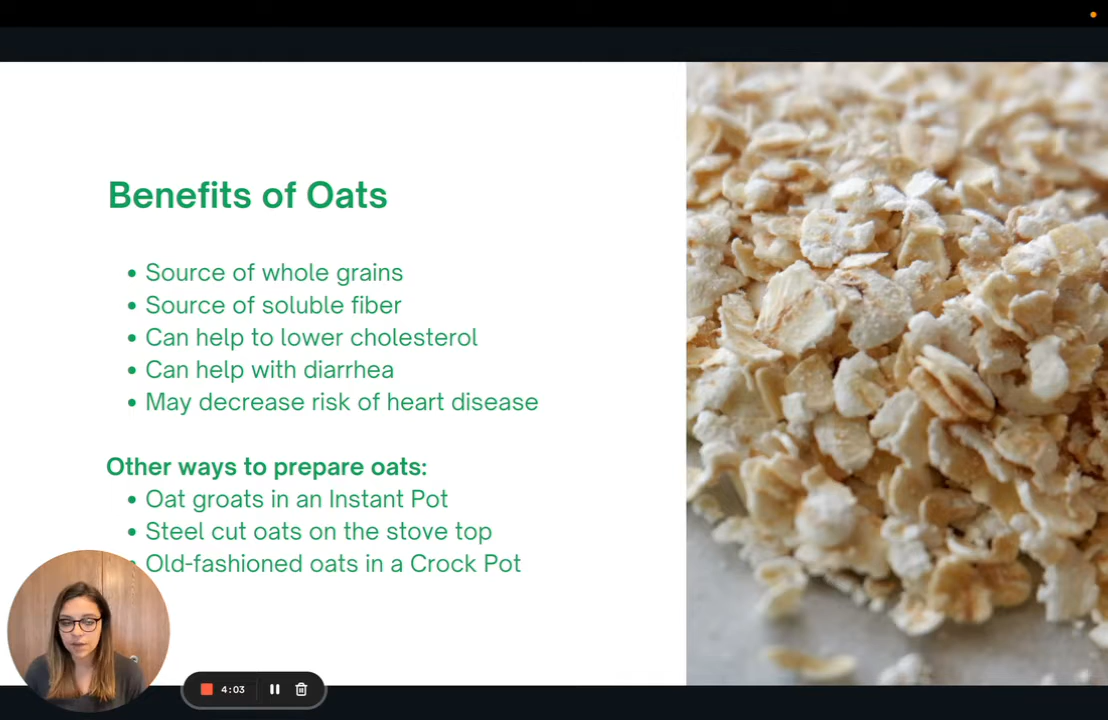 Benefits of Oats
Source of whole grains
Source of soluble fiber
Can help to lower cholesterol
Can help with diarrhea
May decrease risk of heart disease
Other ways to prepare oats:
Oat groats in an Instant Pot
Steel cut oats on the stove top
Old-fashioned oats in a Crock Pot
4:03